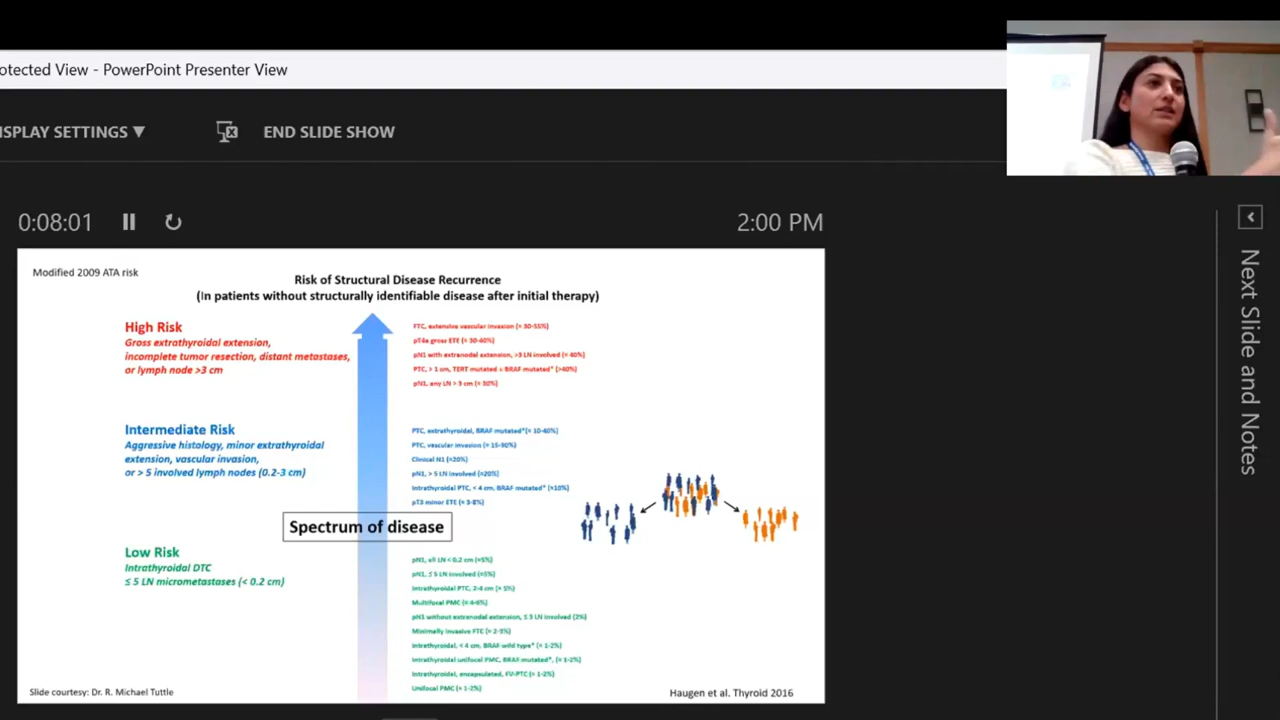 otected View - PowerPoint Presenter View
ISPLAY SETTINGS ▼
END SLIDE SHOW
0:08:01
2:00 PM
Next Slide and Notes
Modified 2009 ATA risk
Risk of Structural Disease Recurrence
(In patients without structurally identifiable disease after initial therapy)
High Risk
Gross extrathyroidal extension,
incomplete tumor resection, distant metastases,
or lymph node >3 cm
FTC, extensive vascular invasion (≈ 30-55%)
pT4a gross ETE (≈ 30-40%)
pN1 with extranodal extension, >3 LN involved (≈ 40%)
PTC, > 1 cm, TERT mutated ± BRAF mutated* (>40%)
pN1, any LN > 3 cm (≈ 30%)
Intermediate Risk
Aggressive histology, minor extrathyroidal
extension, vascular invasion,
or > 5 involved lymph nodes (0.2-3 cm)
PTC, extrathyroidal, BRAF mutated*(≈ 10-40%)
PTC, vascular invasion (≈ 15-30%)
Clinical N1 (≈20%)
pN1, > 5 LN involved (≈20%)
Intrathyroidal PTC, < 4 cm, BRAF mutated* (≈10%)
pT3 minor ETE (≈ 3-8%)
Spectrum of disease
Low Risk
Intrathyroidal DTC
≤ 5 LN micrometastases (< 0.2 cm)
pN1, all LN < 0.2 cm (≈5%)
pN1, ≤ 5 LN involved (≈5%)
Intrathyroidal PTC, 2-4 cm (≈ 5%)
Multifocal PMC (≈ 4-6%)
pN1 without extranodal extension, ≤ 3 LN involved (2%)
Minimally invasive FTC (≈ 2-3%)
Intrathyroidal, < 4 cm, BRAF wild type* (≈ 1-2%)
Intrathyroidal unifocal PMC, BRAF mutated*, (≈ 1-2%)
Intrathyroidal, encapsulated, FV-PTC (≈ 1-2%)
Unifocal PMC (≈ 1-2%)
Slide courtesy: Dr. R. Michael Tuttle
Haugen et al. Thyroid 2016